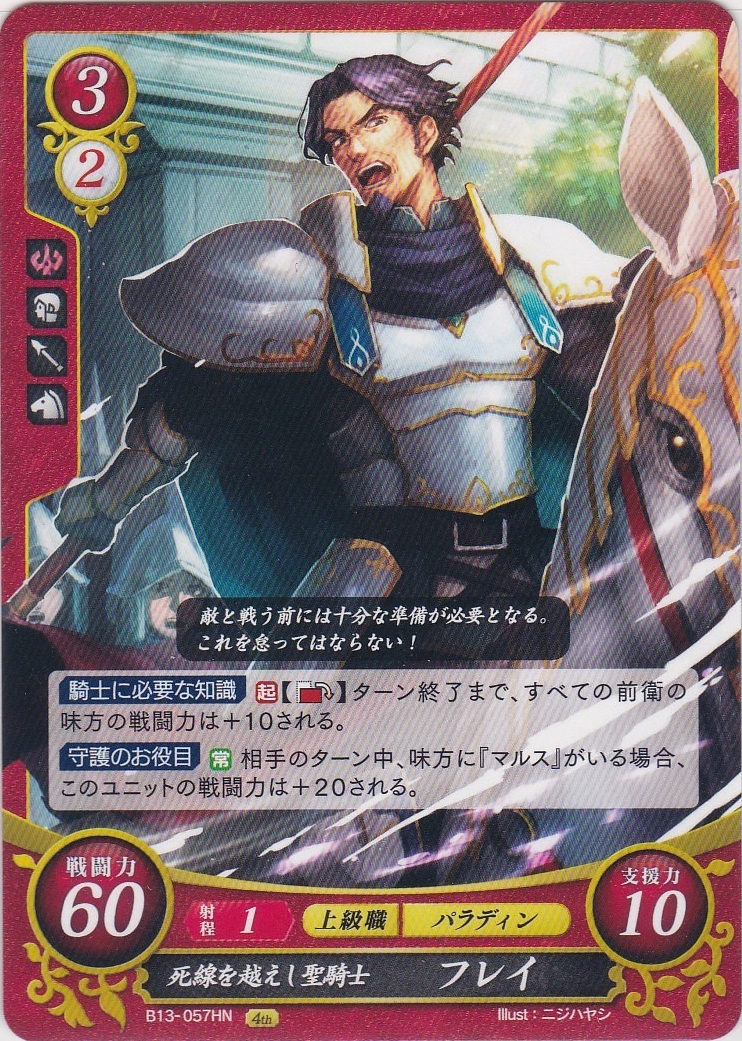 3
2
敵と戦う前には十分な準備が必要となる。
これを怠ってはならない!
騎士に必要な知識 起【】ターン終了まで、すべての前衛の
味方の戦闘力は+10される。
守護のお役目 常 相手のターン中、味方に『マルス』がいる場合、
このユニットの戦闘力は+20される。
戦闘力 60
射程 1 上級職 パラディン
支援力 10
死線を越えし聖騎士 フレイ
B13-057HN 4th Illust:ニジハヤシ